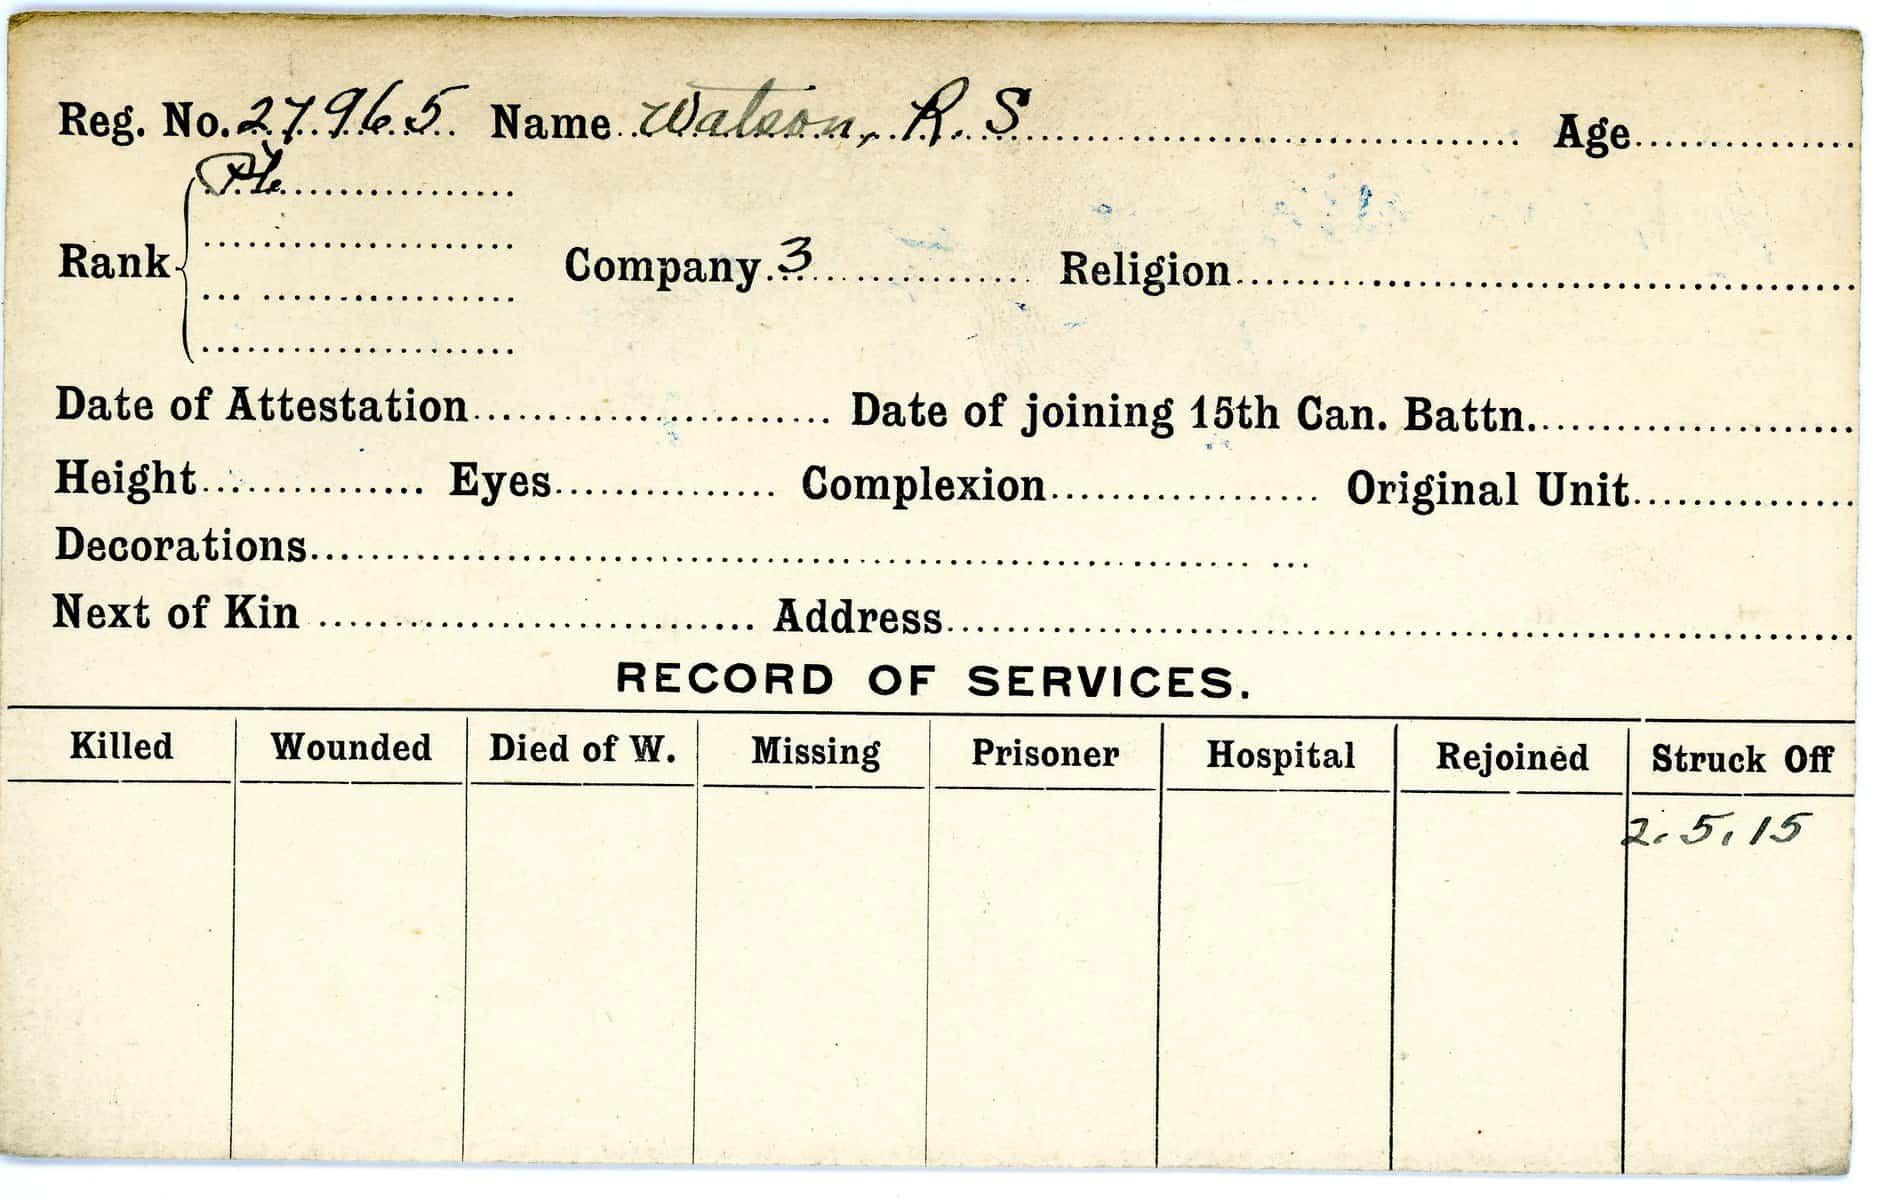 Reg. No. 27965 Name Watson, R. S Age
Pte
Rank Company 3 Religion
Date of Attestation Date of joining 15th Can. Battn.
Height Eyes Complexion Original Unit
Decorations
Next of Kin Address
RECORD OF SERVICES.
Killed Wounded Died of W. Missing Prisoner Hospital Rejoined Struck Off
2.5.15